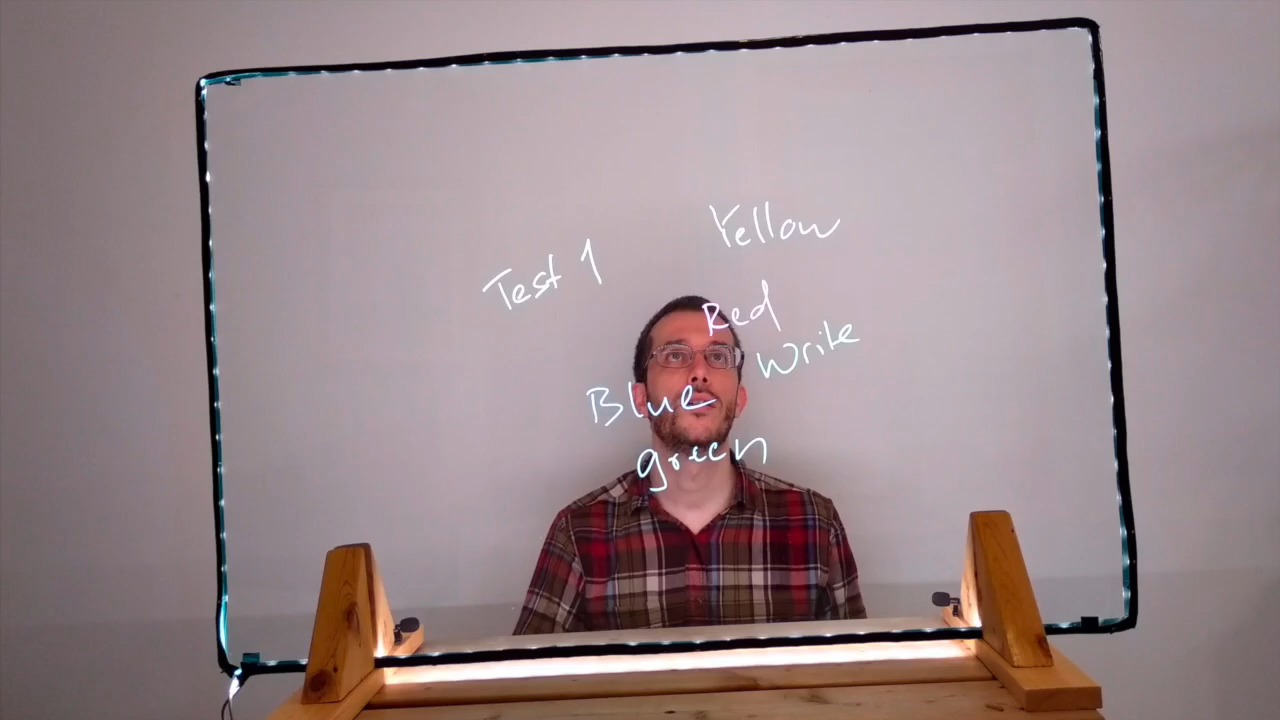 Test 1
Yellow
Red
Write
Blue
green